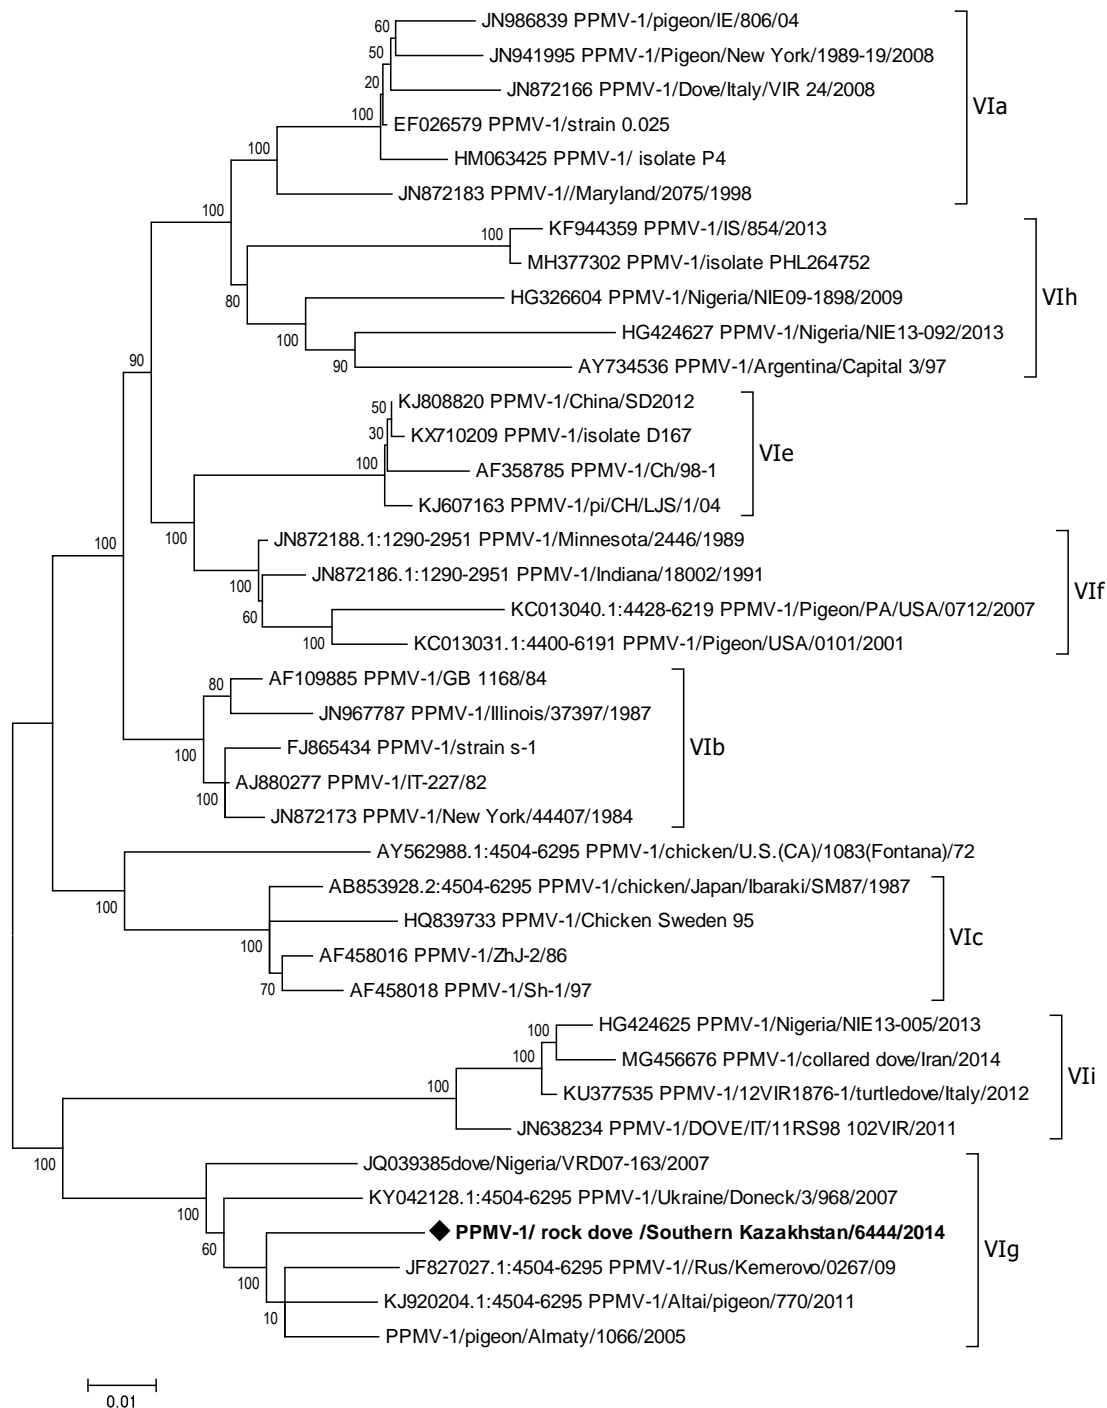 60
JN986839 PPMV-1/pigeon/IE/806/04
50
JN941995 PPMV-1/Pigeon/New York/1989-19/2008
20
JN872166 PPMV-1/Dove/Italy/VIR 24/2008
VIa
100
EF026579 PPMV-1/strain 0.025
100
HM063425 PPMV-1/ isolate P4
JN872183 PPMV-1//Maryland/2075/1998
100
100
KF944359 PPMV-1/IS/854/2013
MH377302 PPMV-1/isolate PHL264752
80
HG326604 PPMV-1/Nigeria/NIE09-1898/2009
VIh
100
HG424627 PPMV-1/Nigeria/NIE13-092/2013
90
90
AY734536 PPMV-1/Argentina/Capital 3/97
50
KJ808820 PPMV-1/China/SD2012
30
KX710209 PPMV-1/isolate D167
VIe
100
AF358785 PPMV-1/Ch/98-1
KJ607163 PPMV-1/pi/CH/LJS/1/04
100
100
JN872188.1:1290-2951 PPMV-1/Minnesota/2446/1989
100
JN872186.1:1290-2951 PPMV-1/Indiana/18002/1991
VIf
60
KC013040.1:4428-6219 PPMV-1/Pigeon/PA/USA/0712/2007
100
KC013031.1:4400-6191 PPMV-1/Pigeon/USA/0101/2001
80
AF109885 PPMV-1/GB 1168/84
JN967787 PPMV-1/Illinois/37397/1987
100
FJ865434 PPMV-1/strain s-1
VIb
AJ880277 PPMV-1/IT-227/82
100
JN872173 PPMV-1/New York/44407/1984
AY562988.1:4504-6295 PPMV-1/chicken/U.S.(CA)/1083(Fontana)/72
100
AB853928.2:4504-6295 PPMV-1/chicken/Japan/Ibaraki/SM87/1987
HQ839733 PPMV-1/Chicken Sweden 95
VIc
100
AF458016 PPMV-1/ZhJ-2/86
70
AF458018 PPMV-1/Sh-1/97
100
HG424625 PPMV-1/Nigeria/NIE13-005/2013
100
MG456676 PPMV-1/collared dove/Iran/2014
VIi
100
KU377535 PPMV-1/12VIR1876-1/turtledove/Italy/2012
JN638234 PPMV-1/DOVE/IT/11RS98 102VIR/2011
100
JQ039385dove/Nigeria/VRD07-163/2007
100
KY042128.1:4504-6295 PPMV-1/Ukraine/Doneck/3/968/2007
60
PPMV-1/ rock dove /Southern Kazakhstan/6444/2014
VIg
100
JF827027.1:4504-6295 PPMV-1//Rus/Kemerovo/0267/09
KJ920204.1:4504-6295 PPMV-1/Altai/pigeon/770/2011
10
PPMV-1/pigeon/Almaty/1066/2005
0.01